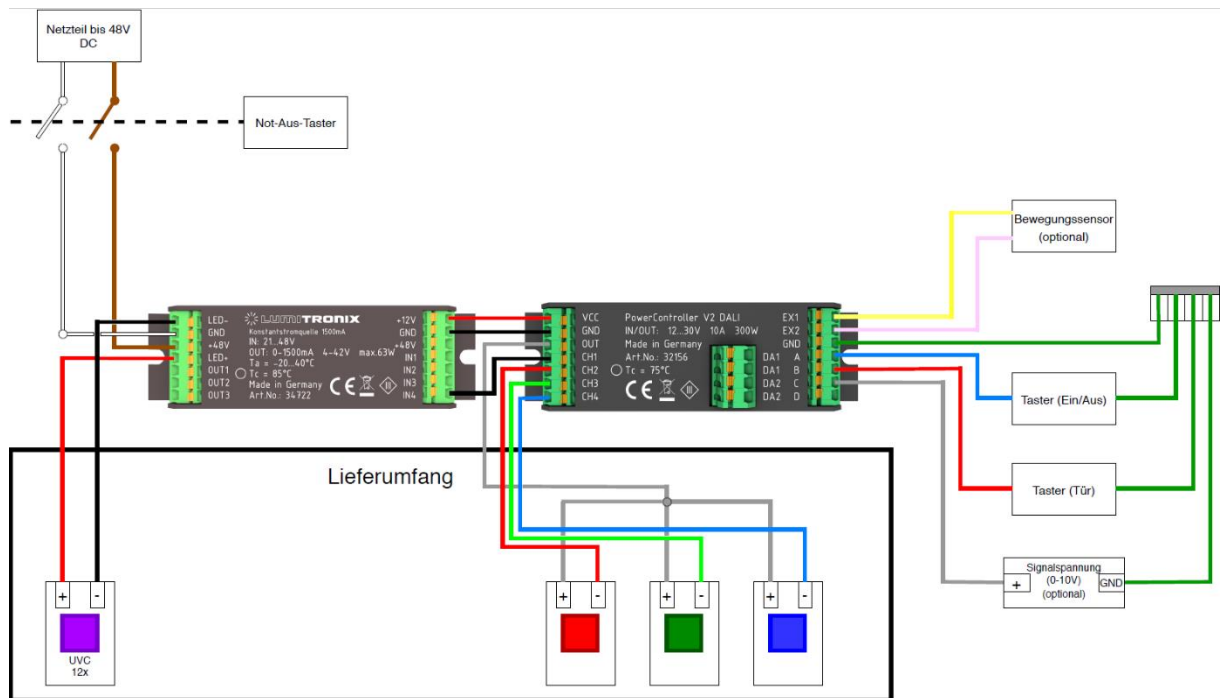 Netzteil bis 48V
DC
Not-Aus-Taster
Bewegungssensor
(optional)
LED-
GND
+48V
LED+
OUT1
OUT2
OUT3
LUMITRONIX
Konstantstromquelle 1500mA
IN: 21...48V
OUT: 0-1500mA 4-42V max.63W
Ta = -20...40°C
Tc = 85°C
Made in Germany
Art.No.: 34722
CE
+12V
GND
+48V
IN1
IN2
IN3
IN4
VCC
GND
OUT
CH1
CH2
CH3
CH4
PowerController V2 DALI
IN/OUT: 12...30V 10A 300W
Made in Germany
Art.No.: 32156
Tc = 75°C
CE
DA1
DA1
DA2
DA2
EX1
EX2
GND
A
B
C
D
Taster (Ein/Aus)
Taster (Tür)
Signalspannung
(0-10V)
(optional)
+
GND
Lieferumfang
+ -
UVC
12x
+ -
+ -
+ -